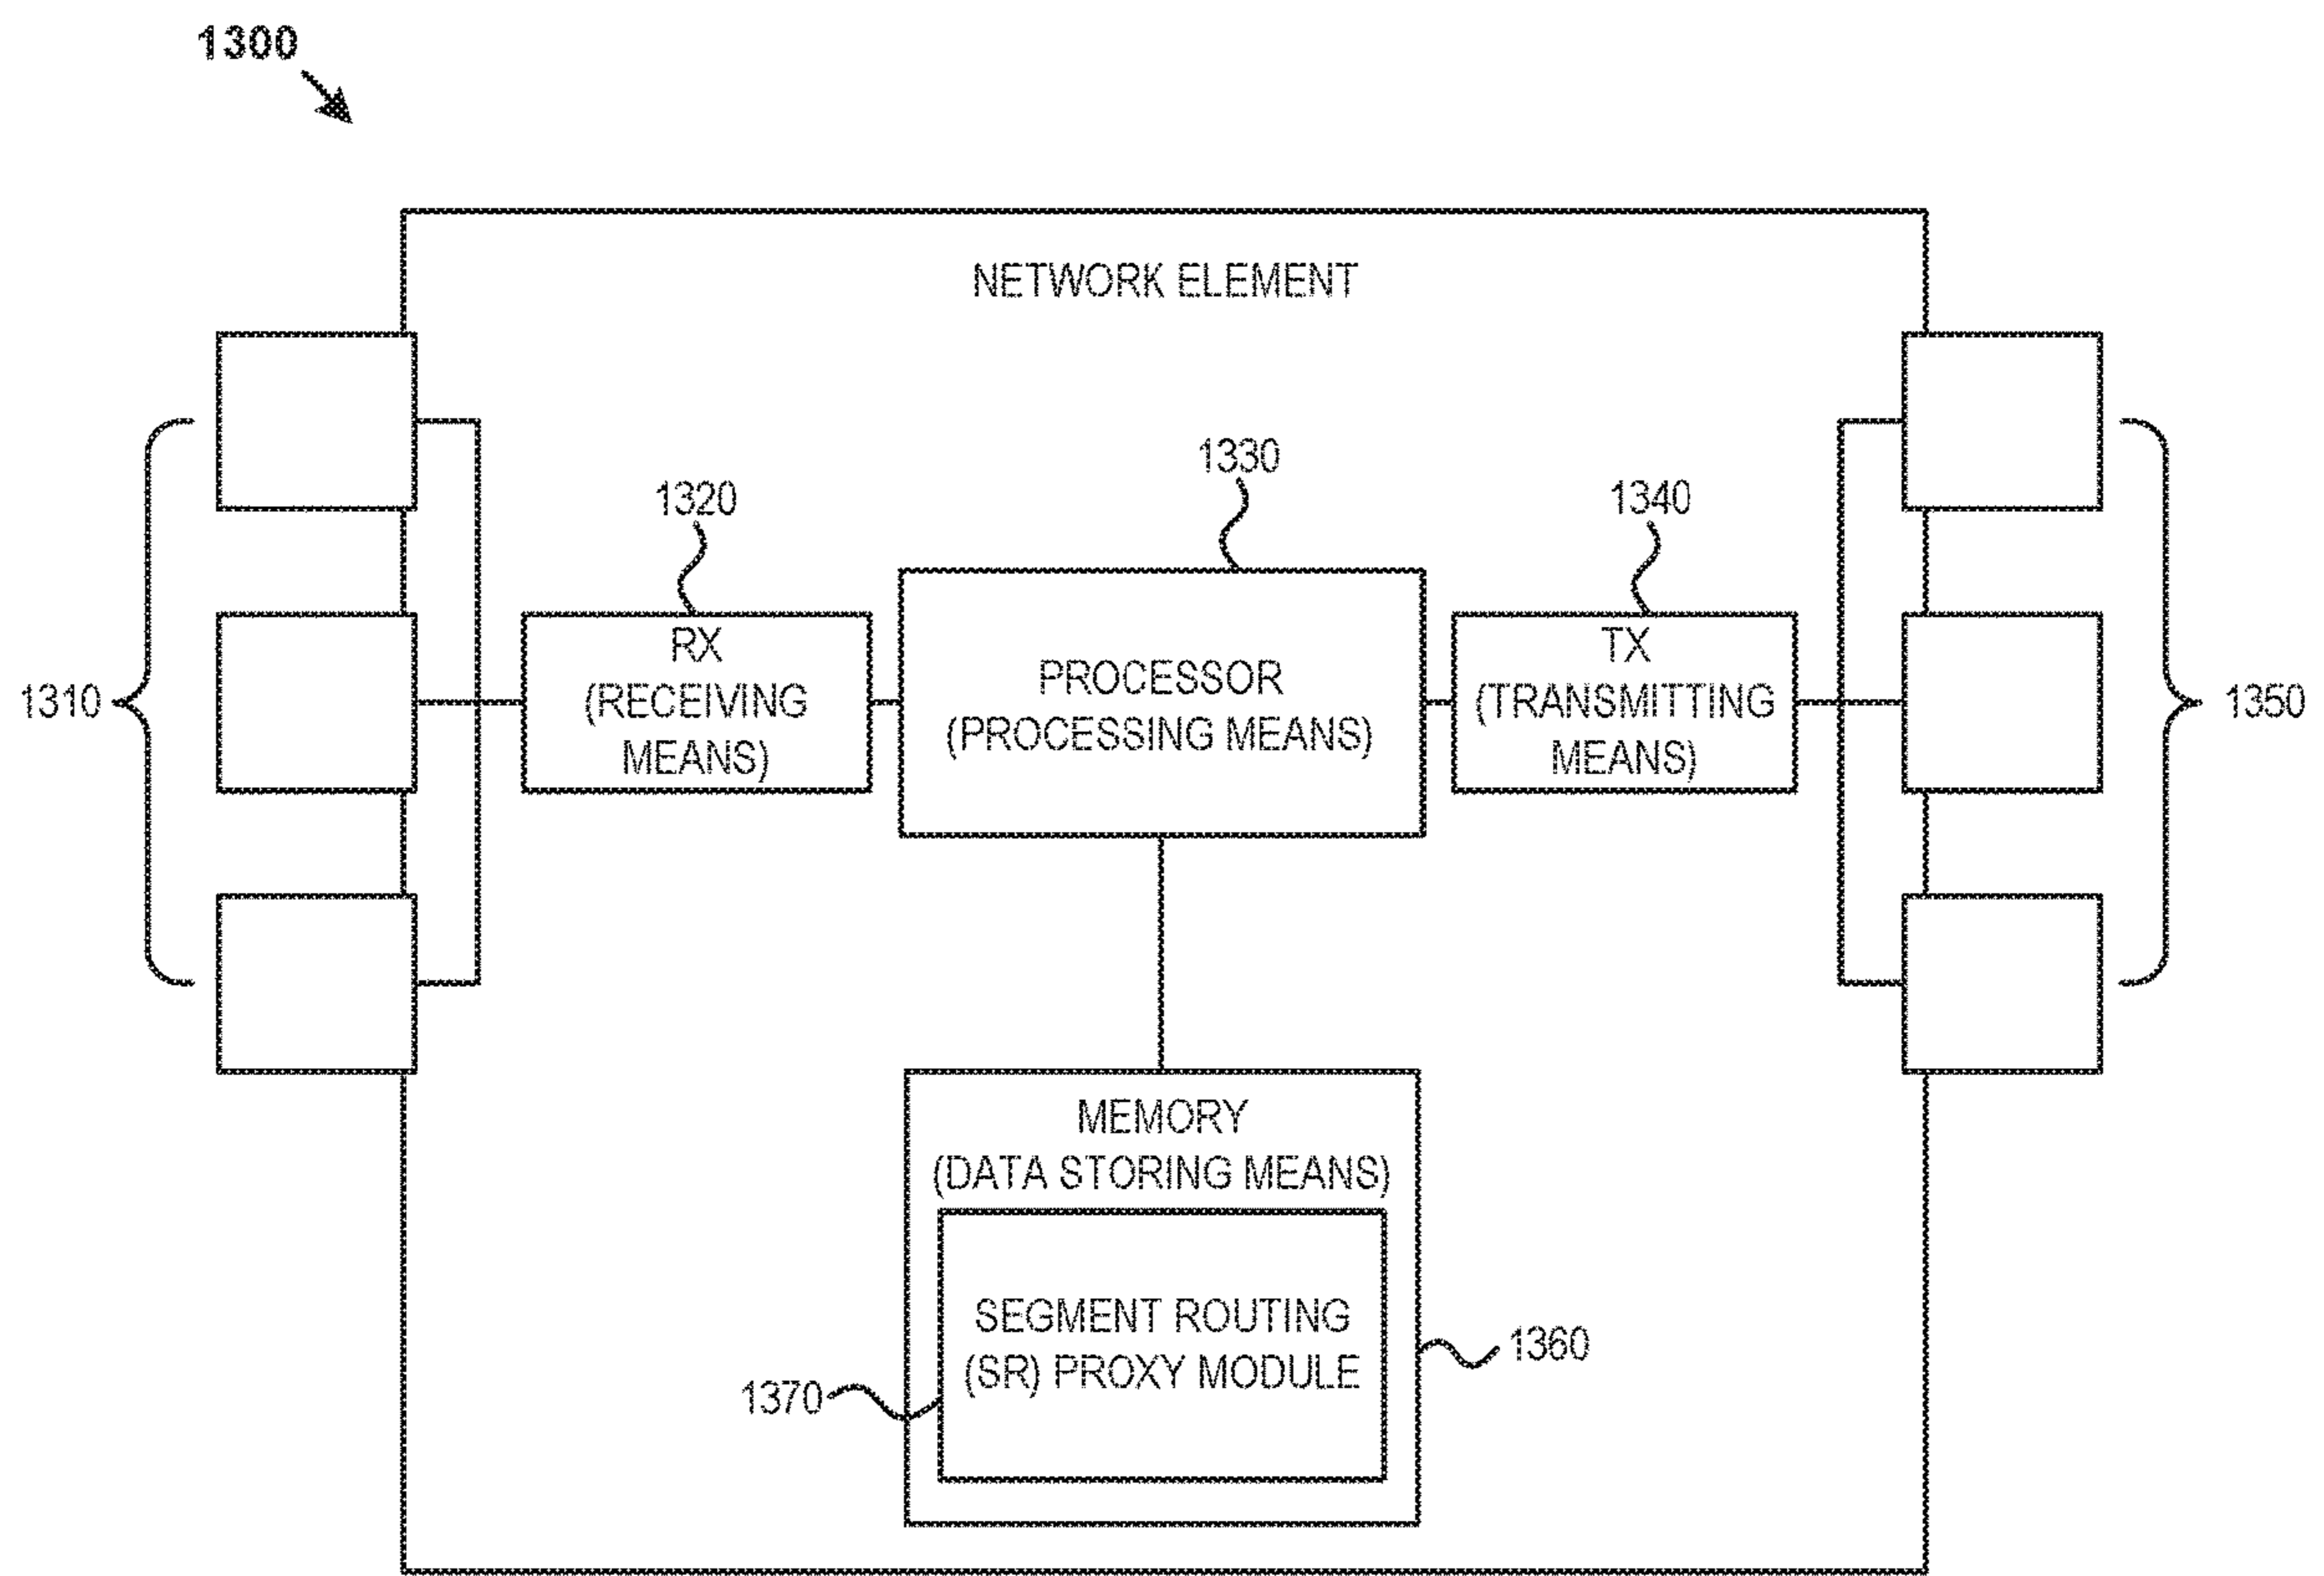 1300
NETWORK ELEMENT
1330
1320
1340
RX
(RECEIVING
MEANS)
PROCESSOR
(PROCESSING MEANS)
TX
(TRANSMITTING
MEANS)
1310
1350
MEMORY
(DATA STORING MEANS)
SEGMENT ROUTING
(SR) PROXY MODULE
1360
1370